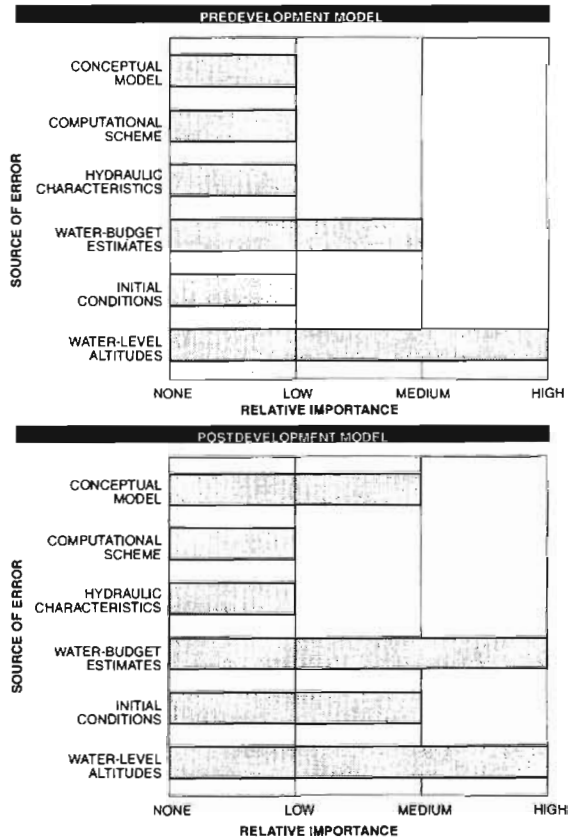 PREDEVELOPMENT MODEL
SOURCE OF ERROR
CONCEPTUAL
MODEL
COMPUTATIONAL
SCHEME
HYDRAULIC
CHARACTERISTICS
WATER-BUDGET
ESTIMATES
INITIAL
CONDITIONS
WATER-LEVEL
ALTITUDES
NONE LOW MEDIUM HIGH
RELATIVE IMPORTANCE
POSTDEVELOPMENT MODEL
SOURCE OF ERROR
CONCEPTUAL
MODEL
COMPUTATIONAL
SCHEME
HYDRAULIC
CHARACTERISTICS
WATER-BUDGET
ESTIMATES
INITIAL
CONDITIONS
WATER-LEVEL
ALTITUDES
NONE LOW MEDIUM HIGH
RELATIVE IMPORTANCE